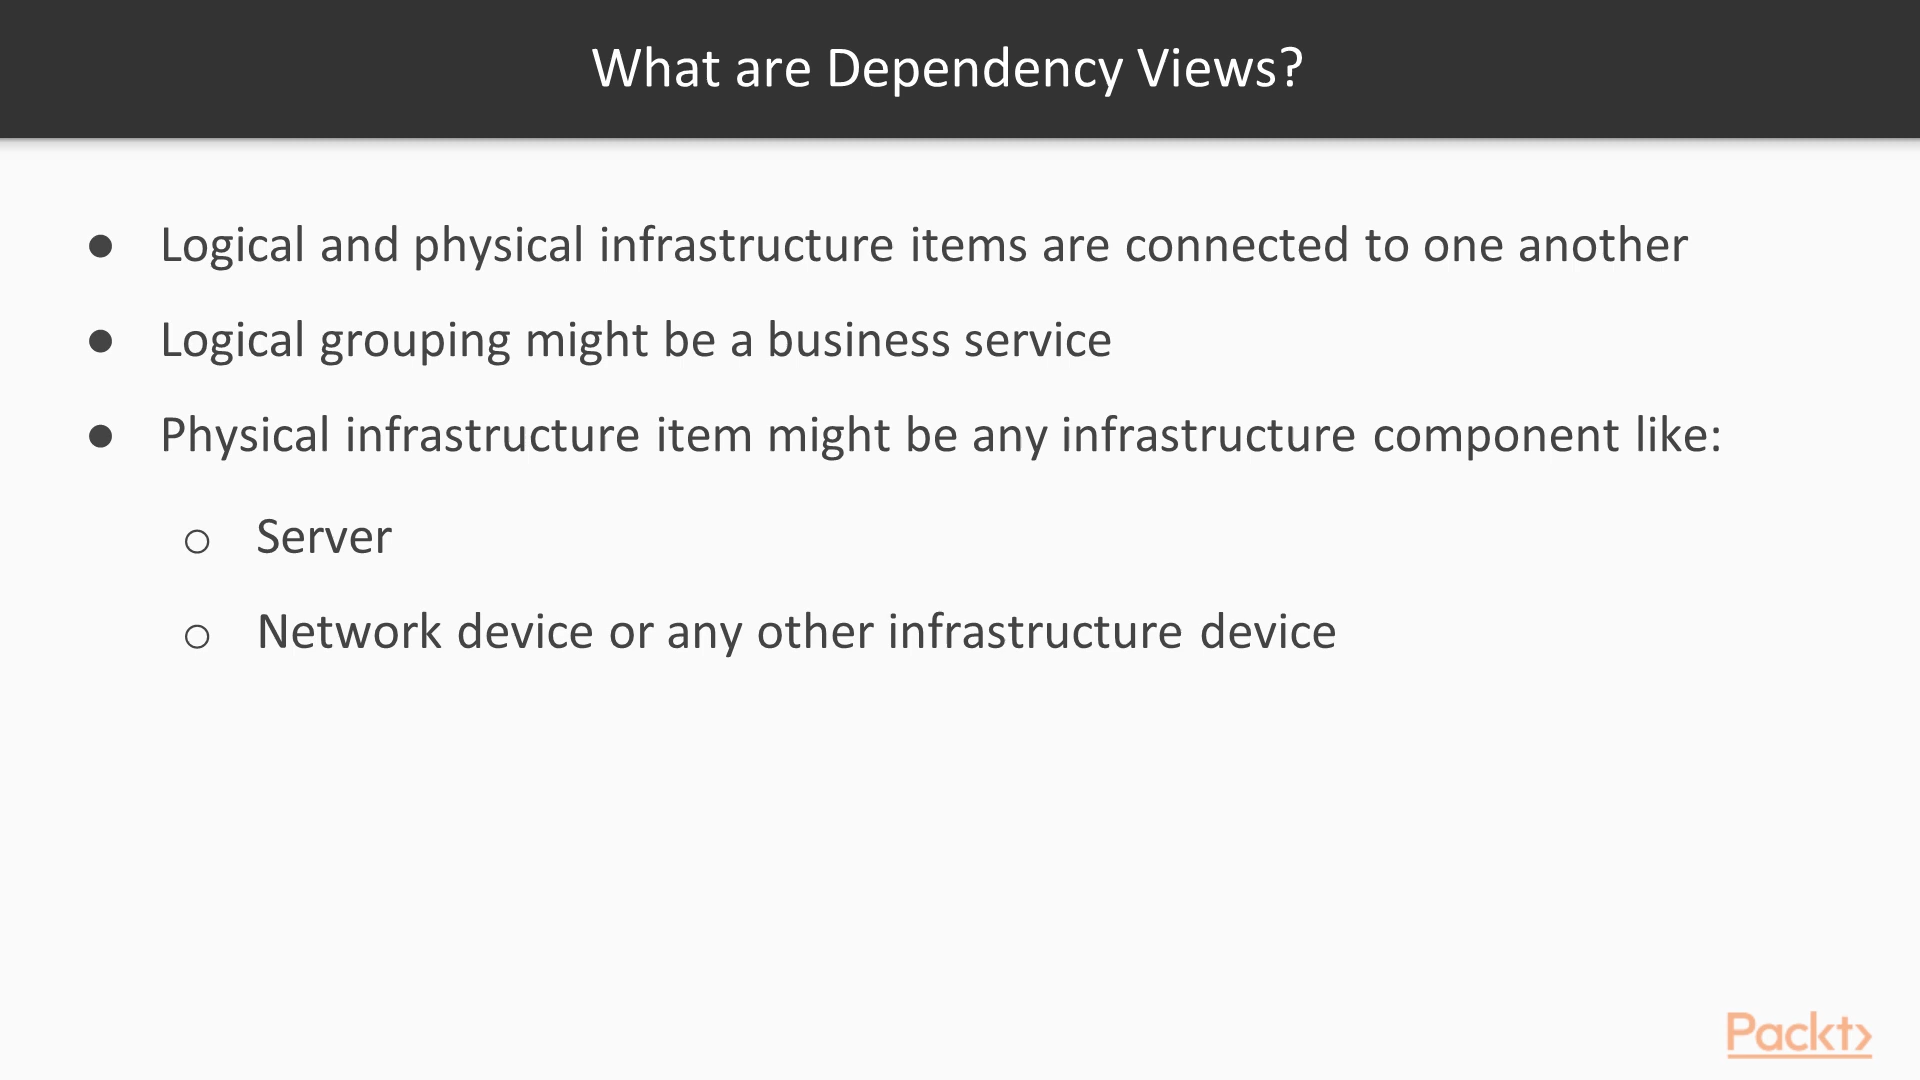 What are Dependency Views?
● Logical and physical infrastructure items are connected to one another
● Logical grouping might be a business service
● Physical infrastructure item might be any infrastructure component like:
○ Server
○ Network device or any other infrastructure device
Packt>